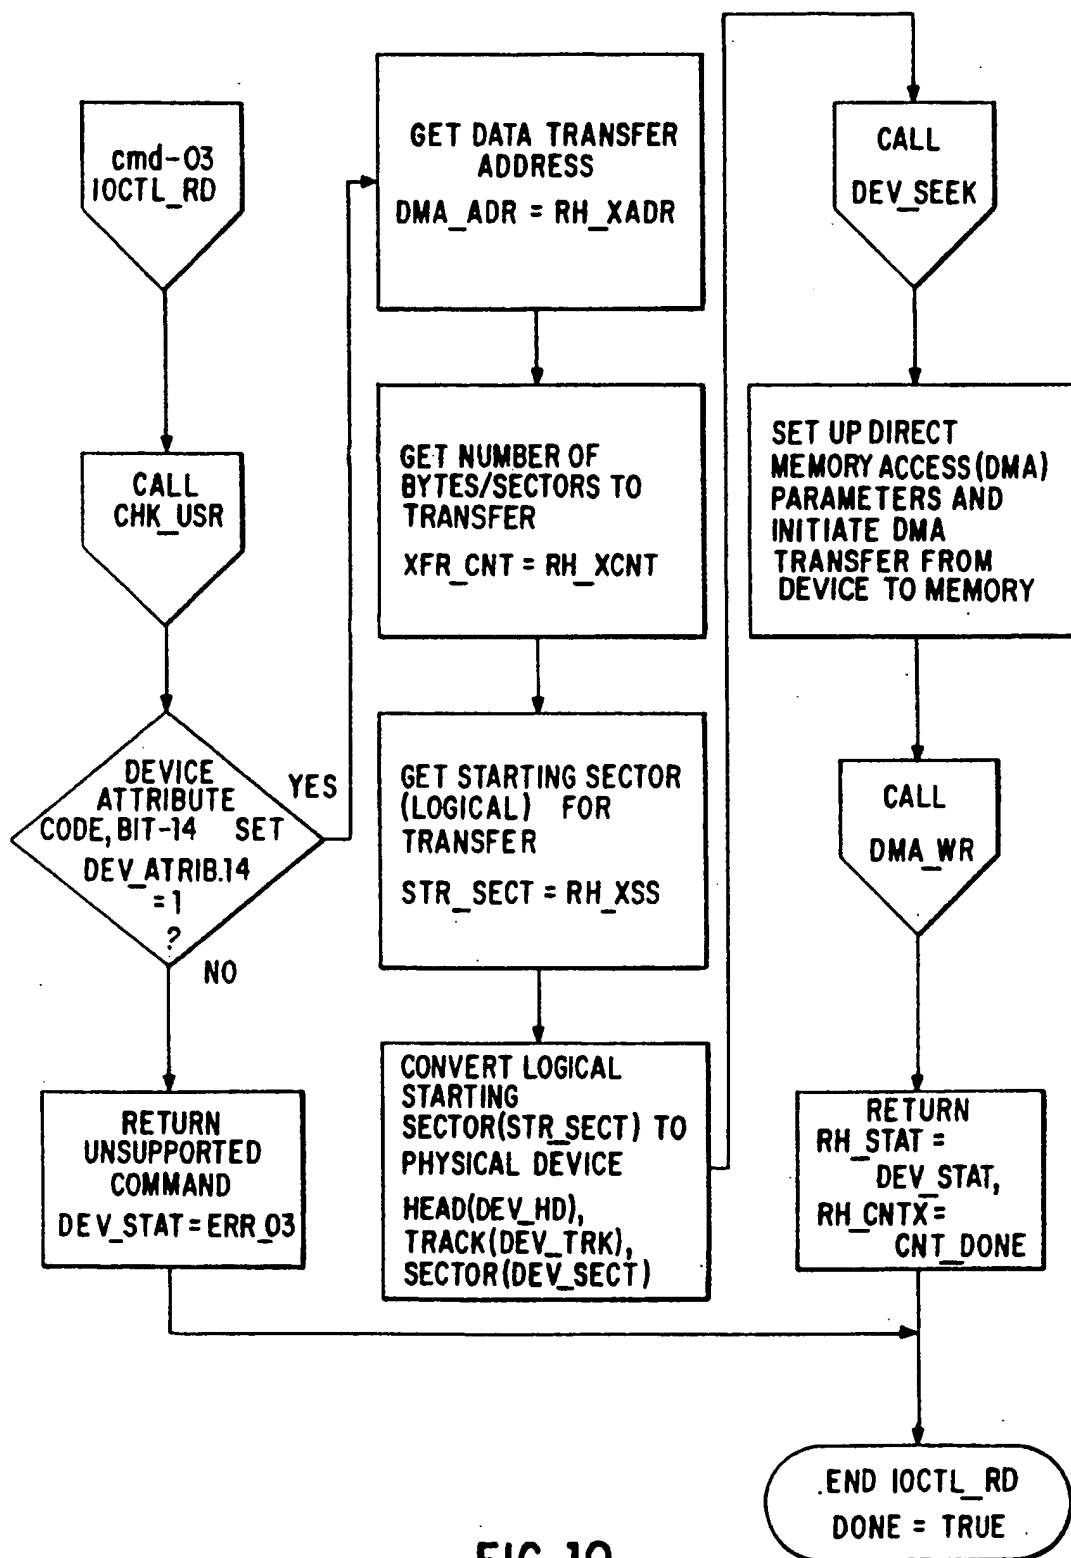 cmd-03
IOCTL_RD
CALL
CHK_USR
DEVICE
ATTRIBUTE
CODE, BIT-14 SET
DEV_ATRIB.14
=1
?
YES
NO
RETURN
UNSUPPORTED
COMMAND
DEV_STAT=ERR_03
GET DATA TRANSFER
ADDRESS
DMA_ADR = RH_XADR
GET NUMBER OF
BYTES/SECTORS TO
TRANSFER
XFR_CNT = RH_XCNT
GET STARTING SECTOR
(LOGICAL) FOR
TRANSFER
STR_SECT = RH_XSS
CONVERT LOGICAL
STARTING
SECTOR(STR_SECT) TO
PHYSICAL DEVICE
HEAD(DEV_HD),
TRACK(DEV_TRK),
SECTOR(DEV_SECT)
CALL
DEV_SEEK
SET UP DIRECT
MEMORY ACCESS(DMA)
PARAMETERS AND
INITIATE DMA
TRANSFER FROM
DEVICE TO MEMORY
CALL
DMA_WR
RETURN
RH_STAT =
DEV_STAT,
RH_CNTX=
CNT_DONE
END IOCTL_RD
DONE = TRUE